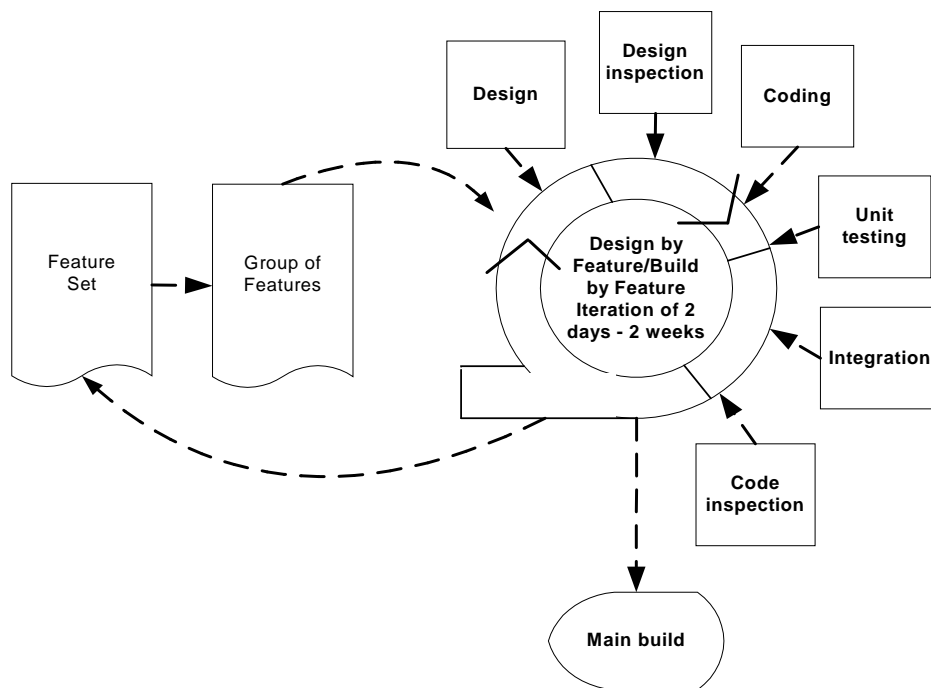 Design
Design
inspection
Coding
Feature
Set
Group of
Features
Design by
Feature/Build
by Feature
Iteration of 2
days - 2 weeks
Unit
testing
Integration
Code
inspection
Main build